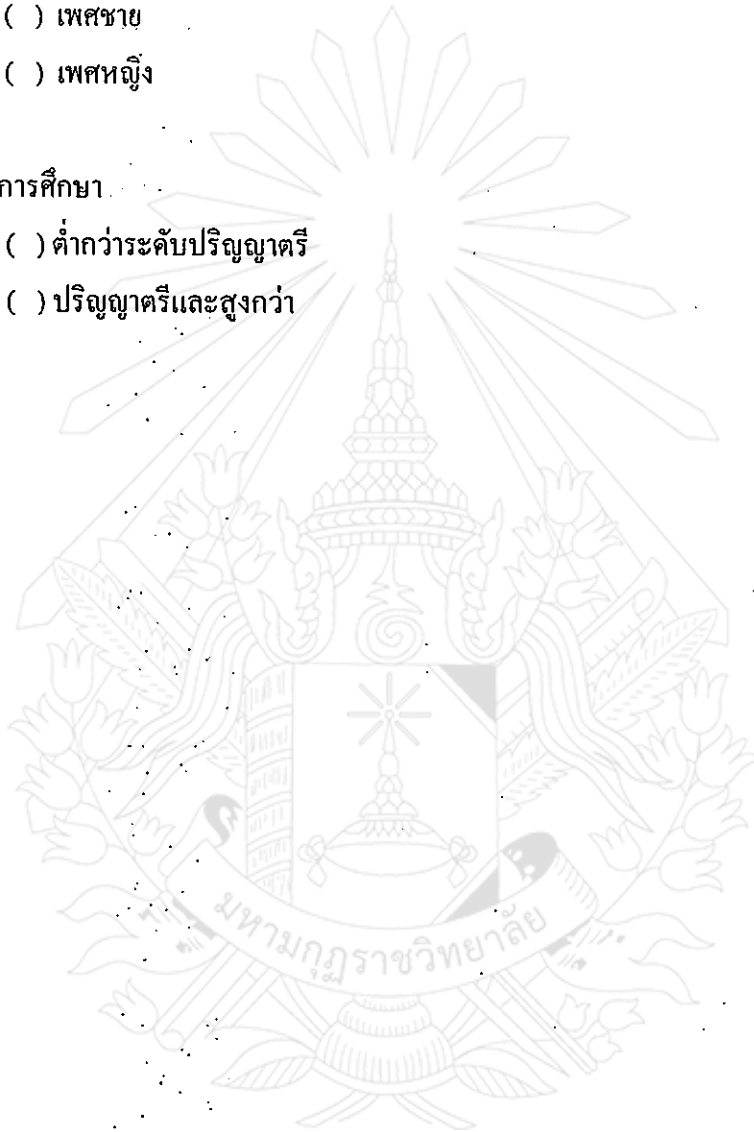 ( ) เพศชาย
( ) เพศหญิง
การศึกษา
( ) ต่ำกว่าระดับปริญญาตรี
( ) ปริญญาตรีและสูงกว่า
มหามกุฏราชวิทยาลัย